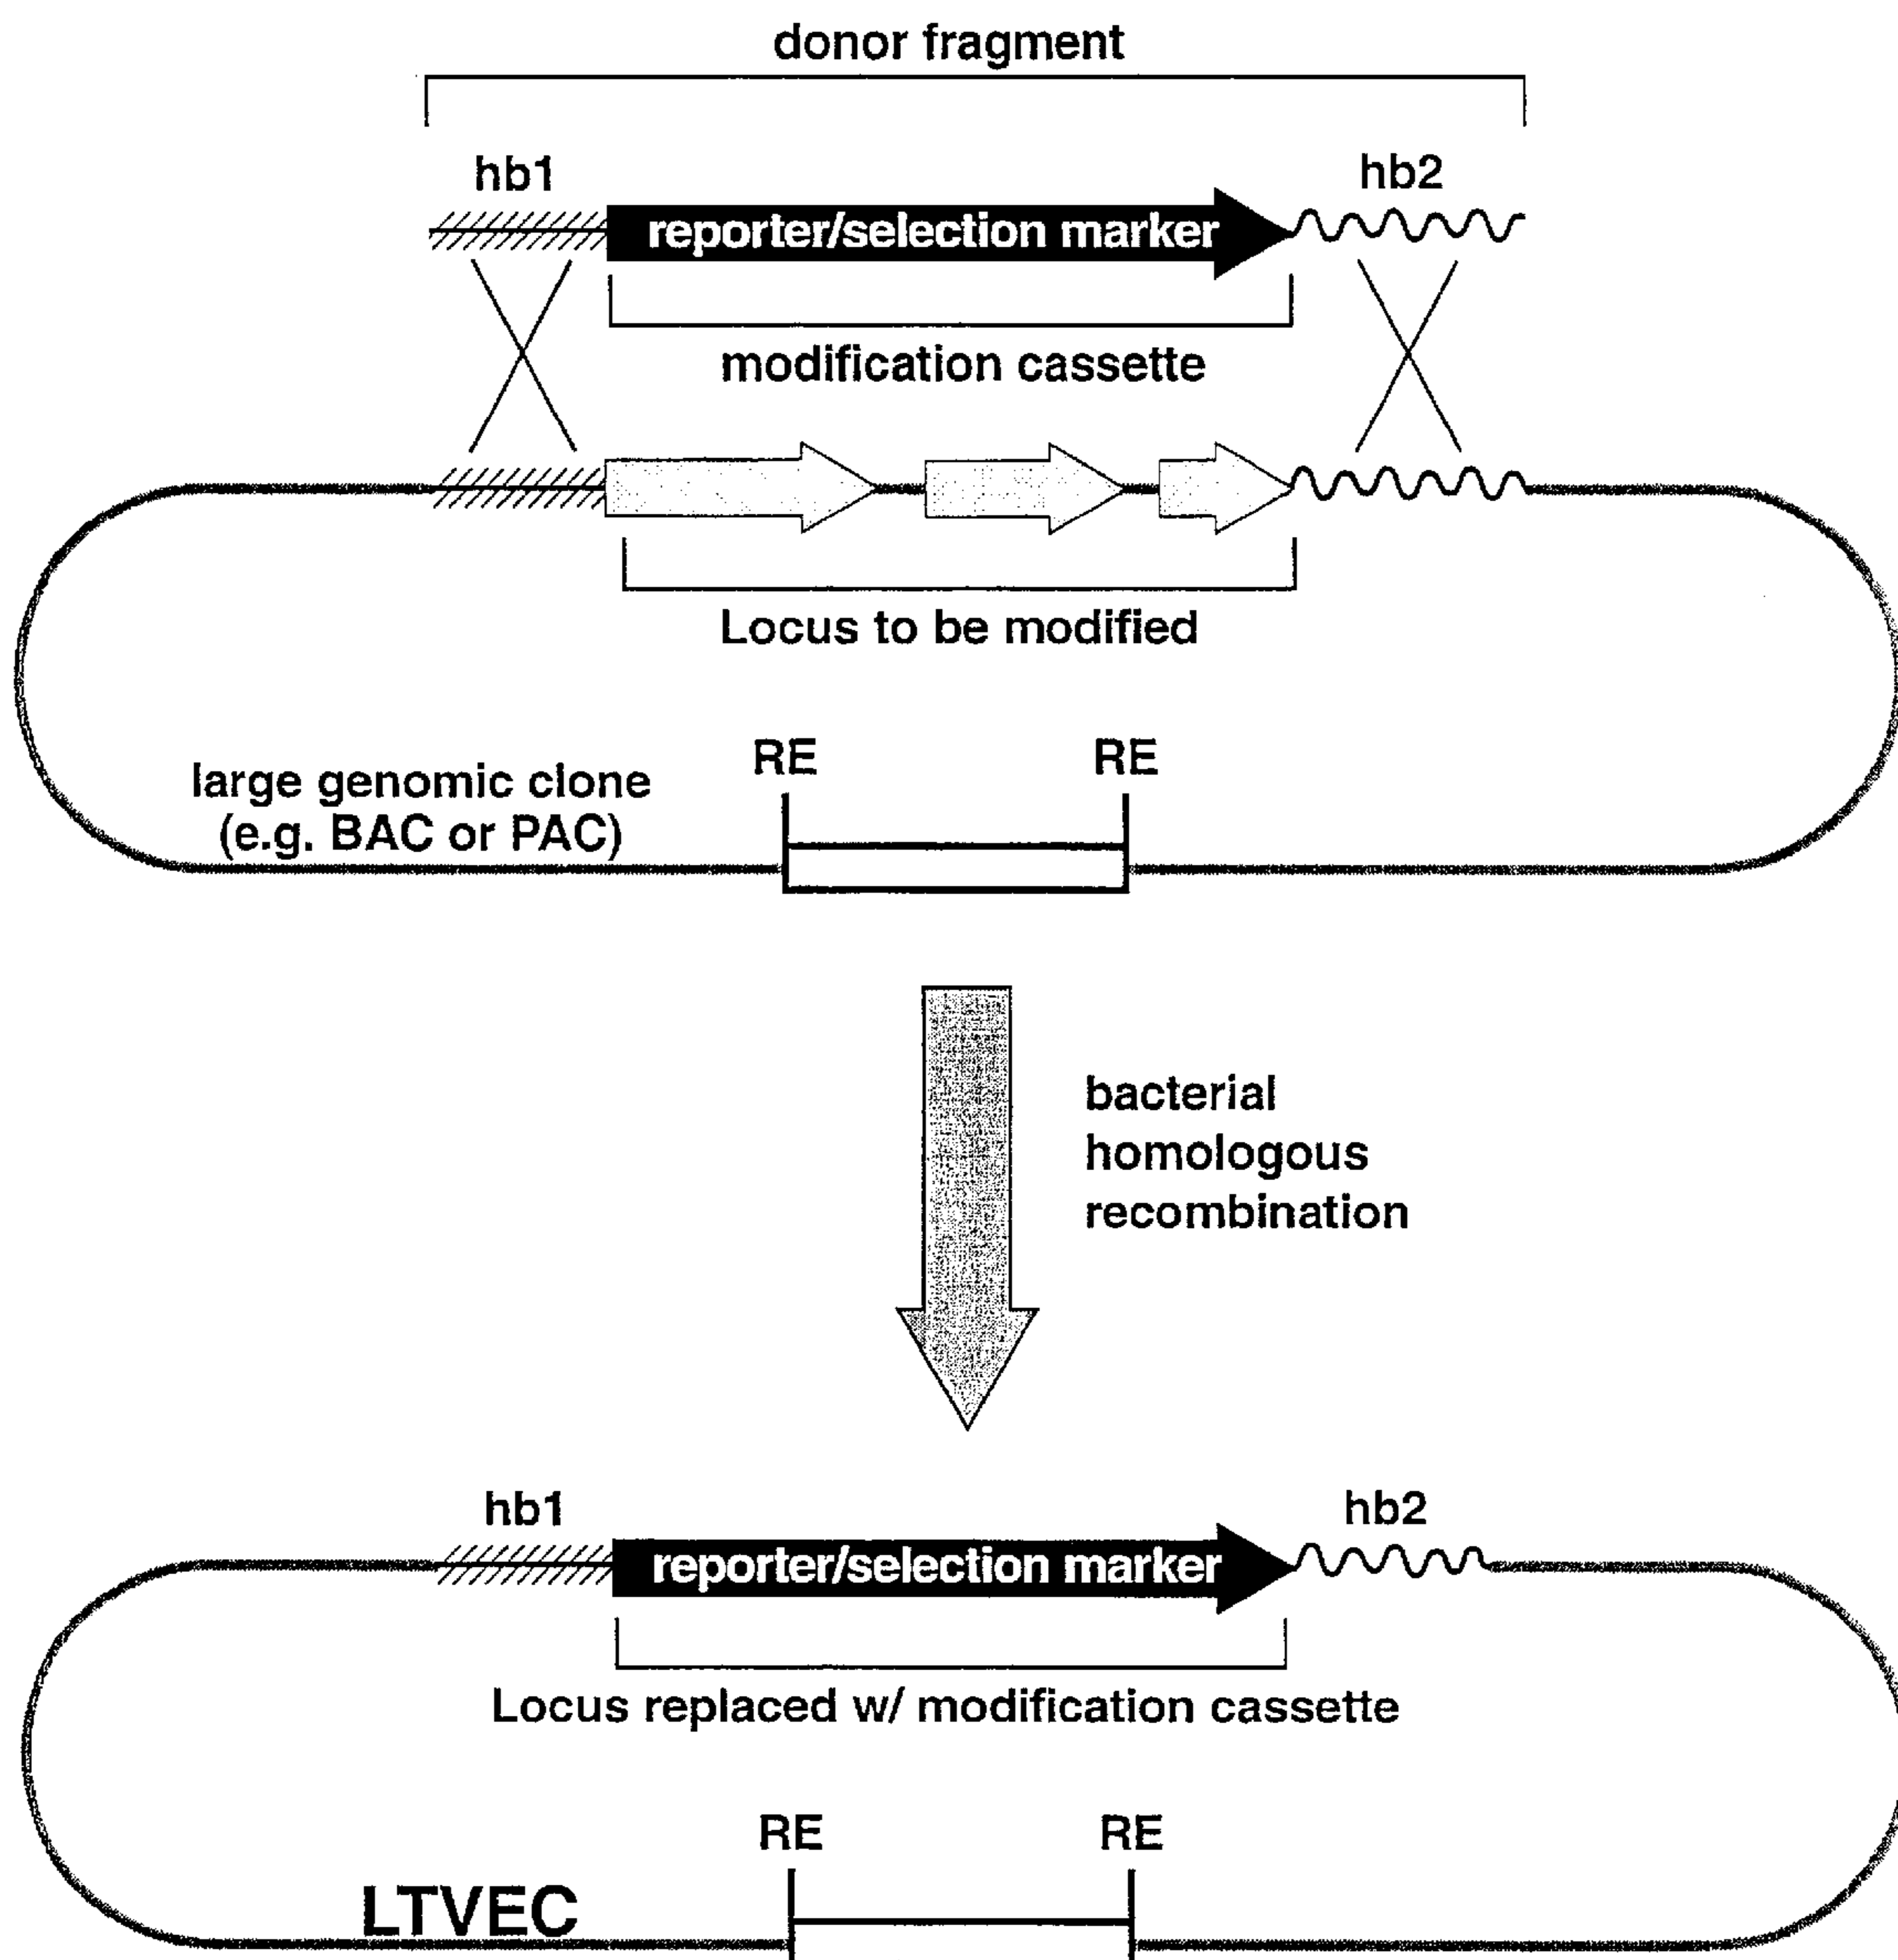 donor fragment
hb1
hb2
reporter/selection marker
modification cassette
Locus to be modified
RE
RE
large genomic clone
(e.g. BAC or PAC)
bacterial
homologous
recombination
hb1
hb2
reporter/selection marker
Locus replaced w/ modification cassette
RE
RE
LTVEC